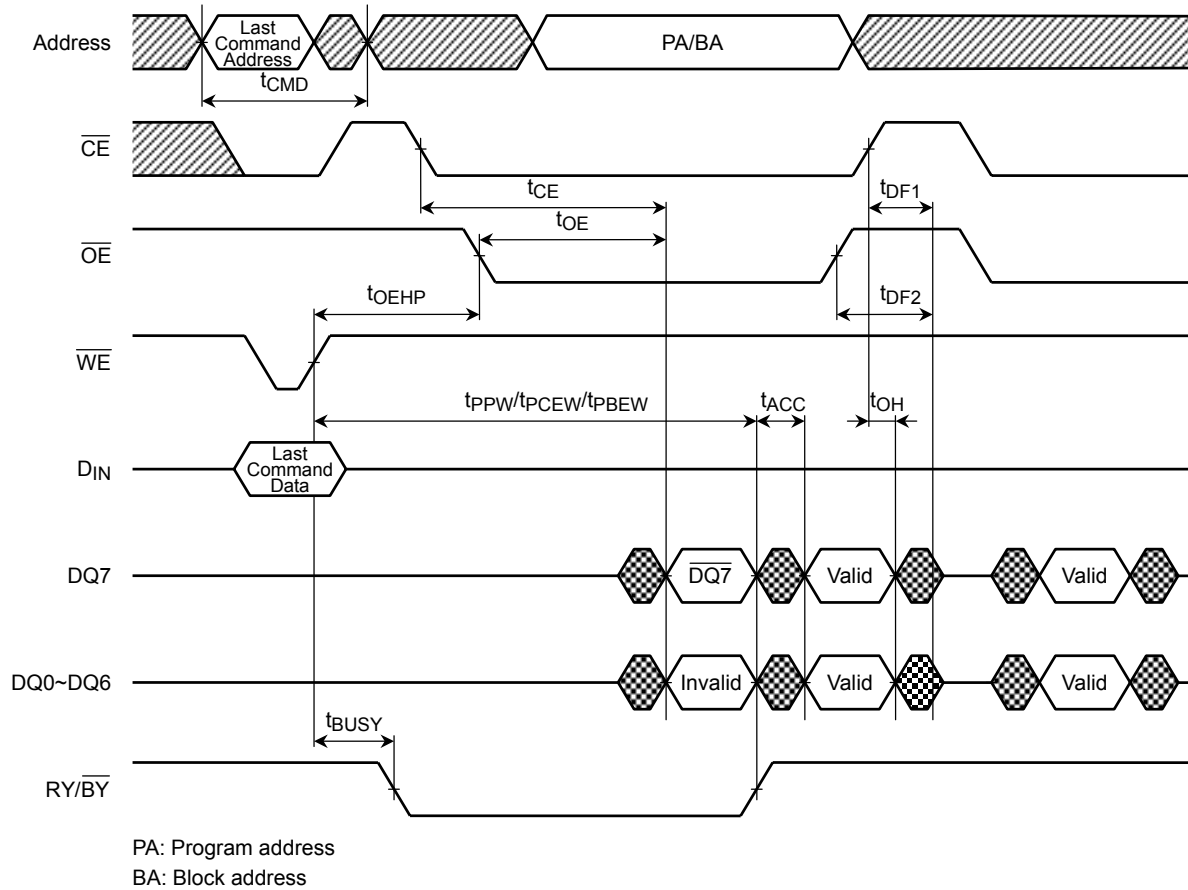 Address
Last
Command
Address
PA/BA
tCMD
CE
tCE
tDF1
OE
tOE
tOEHP
tDF2
WE
tPPW/tPCEW/tPBEW
tACC
tOH
DIN
Last
Command
Data
DQ7
DQ7
Valid
Valid
DQ0~DQ6
Invalid
Valid
Valid
tBUSY
RY/BY
PA: Program address
BA: Block address